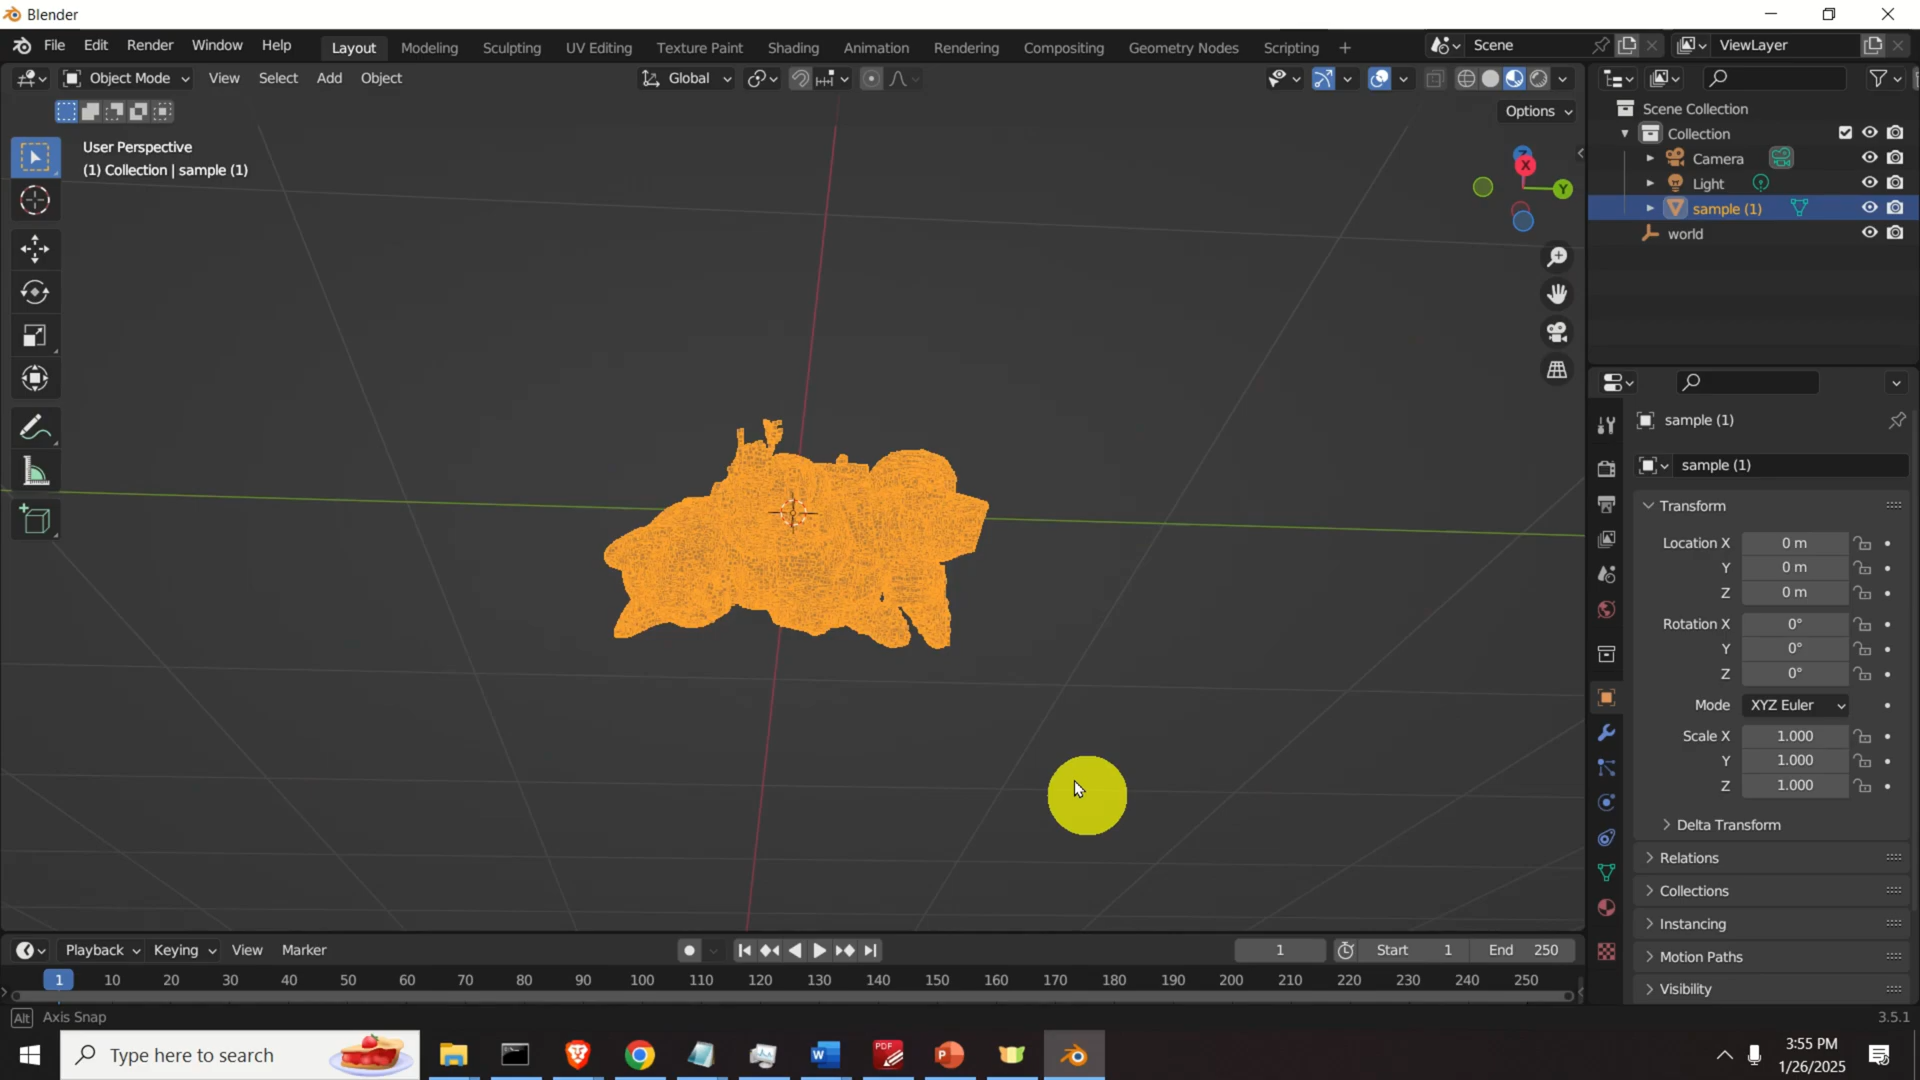 Blender
File Edit Render Window Help Layout Modeling Sculpting UV Editing Texture Paint Shading Animation Rendering Compositing Geometry Nodes Scripting + Scene ViewLayer
Object Mode View Select Add Object Global
Options
User Perspective
(1) Collection | sample (1)
X
Y
Scene Collection
Collection
Camera
Light
sample (1)
world
sample (1)
sample (1)
Transform
Location X 0 m
Y 0 m
Z 0 m
Rotation X 0°
Y 0°
Z 0°
Mode XYZ Euler
Scale X 1.000
Y 1.000
Z 1.000
Delta Transform
Relations
Collections
Instancing
Motion Paths
Visibility
Playback Keying View Marker 1 Start 1 End 250
1 10 20 30 40 50 60 70 80 90 100 110 120 130 140 150 160 170 180 190 200 210 220 230 240 250
Alt Axis Snap 3.5.1
Type here to search
PDF
W
P
3:55 PM
1/26/2025